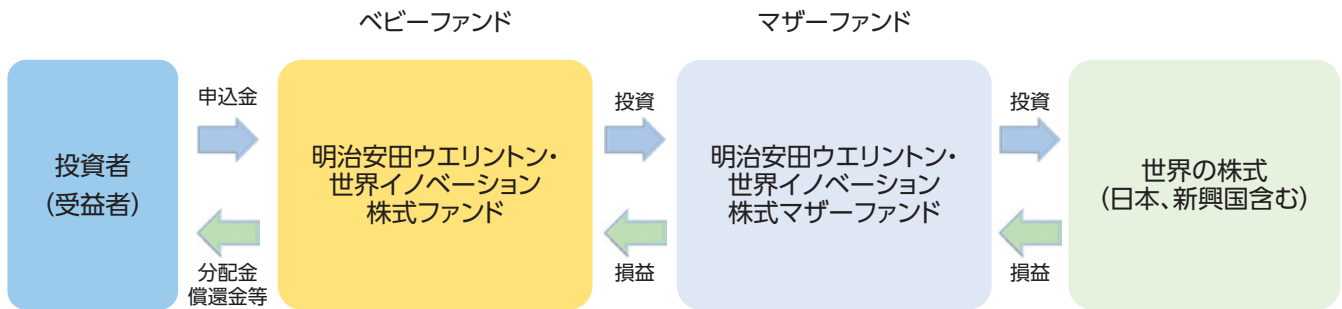 ベビーファンド
マザーファンド
投資者
(受益者)
申込金
分配金
償還金等
明治安田ウエリントン・
世界イノベーション
株式ファンド
投資
損益
明治安田ウエリントン・
世界イノベーション
株式マザーファンド
投資
損益
世界の株式
(日本、新興国含む)